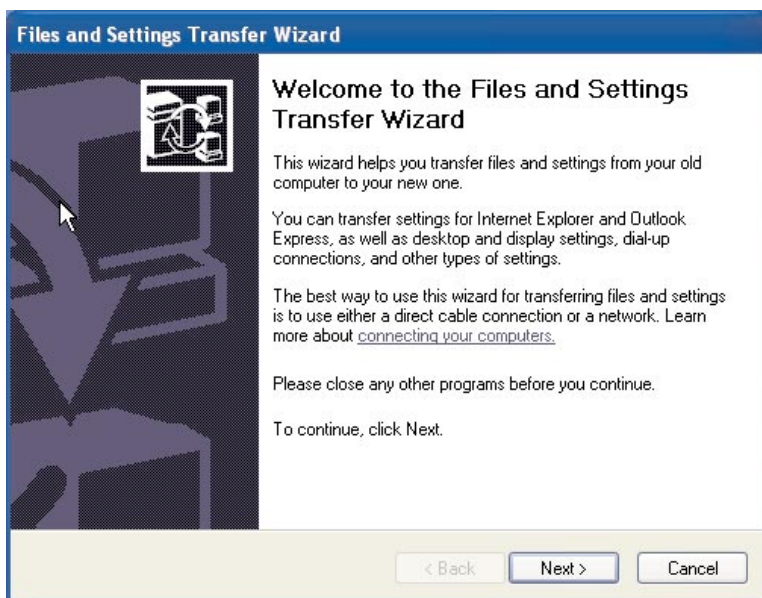 Files and Settings Transfer Wizard
Welcome to the Files and Settings
Transfer Wizard
This wizard helps you transfer files and settings from your old
computer to your new one.
You can transfer settings for Internet Explorer and Outlook
Express, as well as desktop and display settings, dial-up
connections, and other types of settings.
The best way to use this wizard for transferring files and settings
is to use either a direct cable connection or a network. Learn
more about connecting your computers.
Please close any other programs before you continue.
To continue, click Next.
< Back Next > Cancel